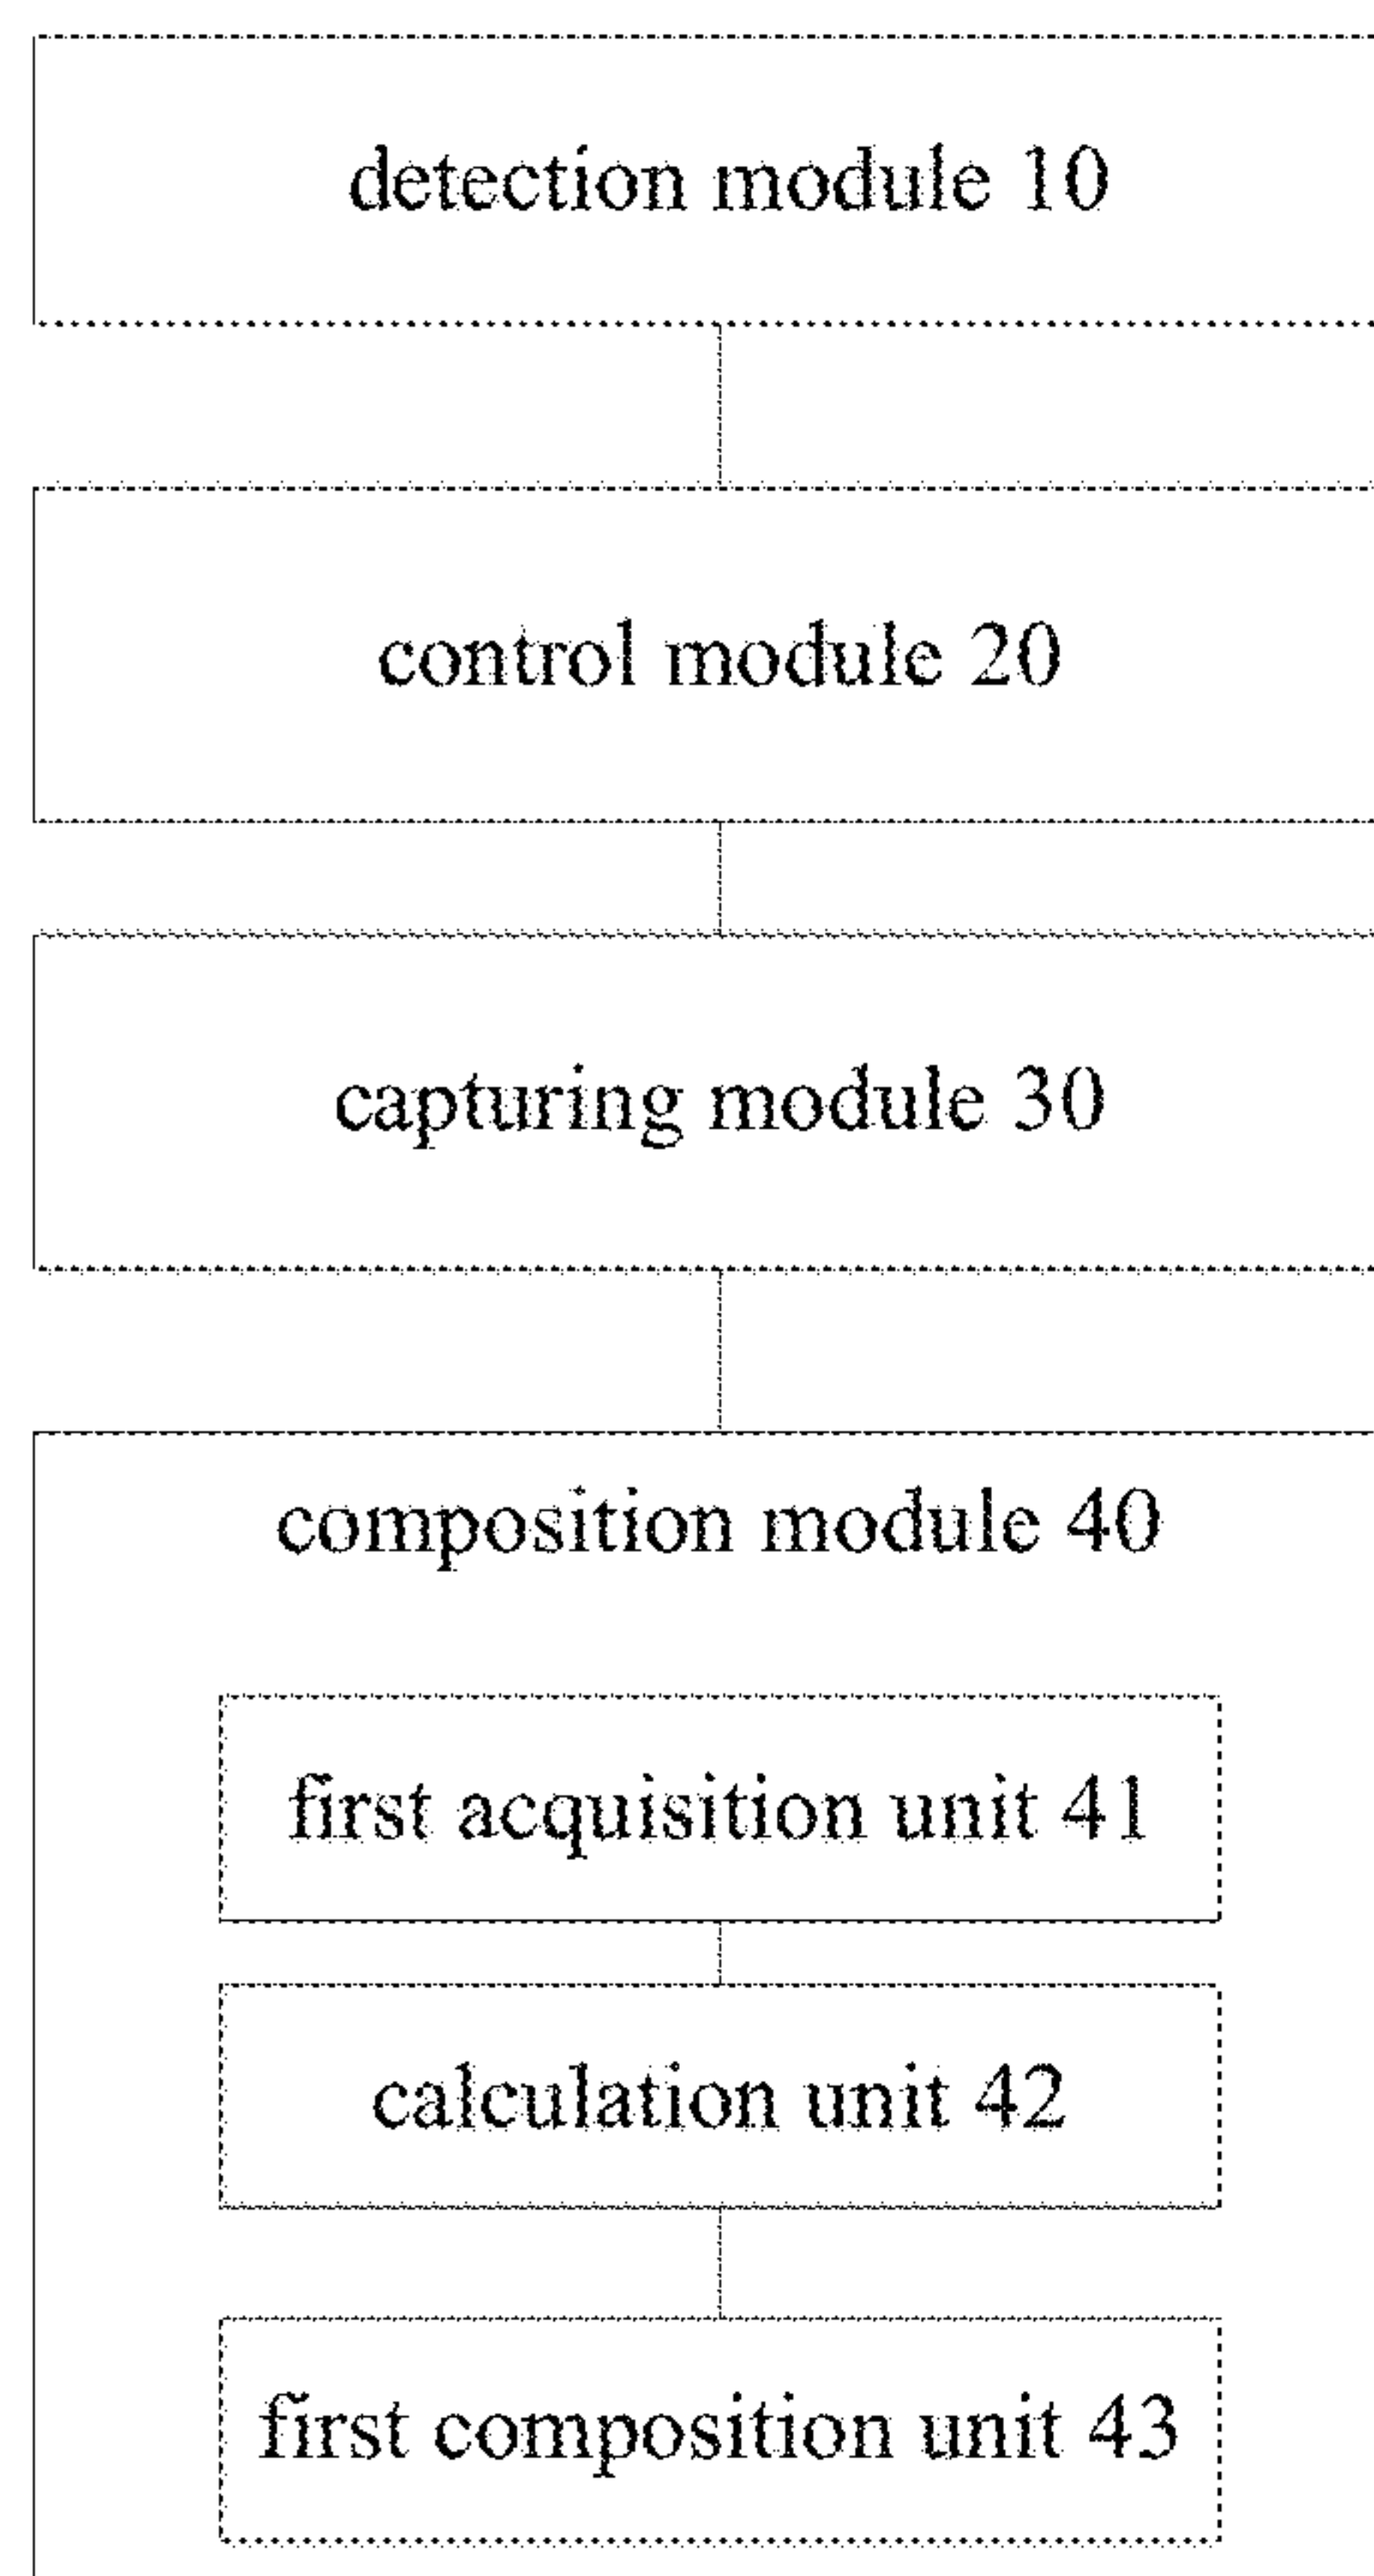 detection module 10
control module 20
capturing module 30
composition module 40
first acquisition unit 41
calculation unit 42
first composition unit 43